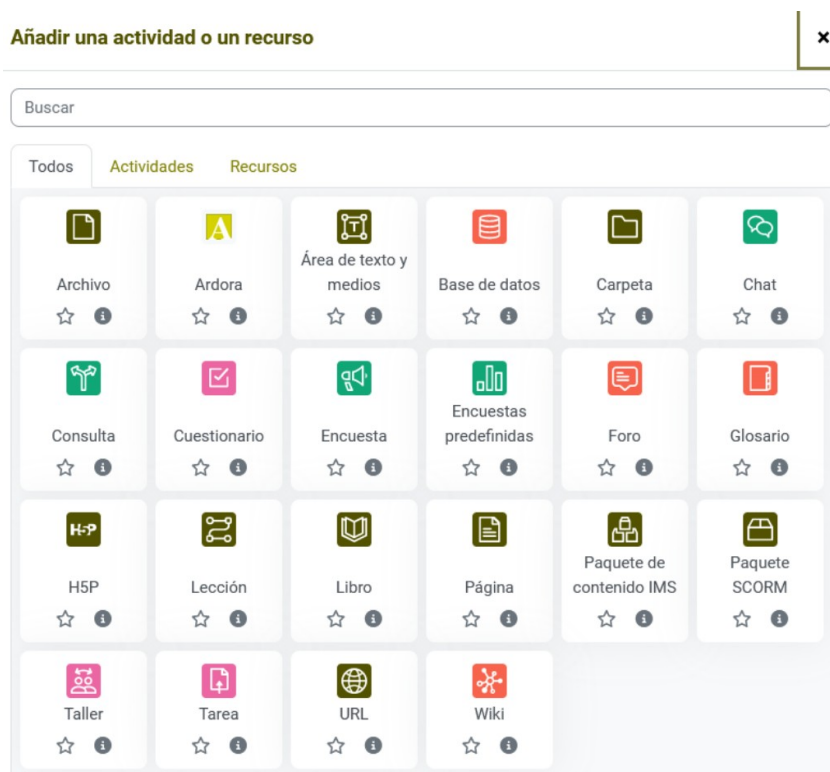 Añadir una actividad o un recurso
×
Buscar
Todos Actividades Recursos
Archivo Ardora Área de texto y medios Base de datos Carpeta Chat
Consulta Cuestionario Encuesta Encuestas predefinidas Foro Glosario
H5P
H5P Lección Libro Página Paquete de contenido IMS Paquete SCORM
Taller Tarea URL Wiki